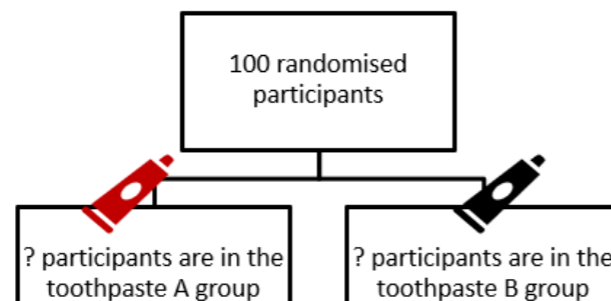 100 randomised
participants
? participants are in the
toothpaste A group
? participants are in the
toothpaste B group